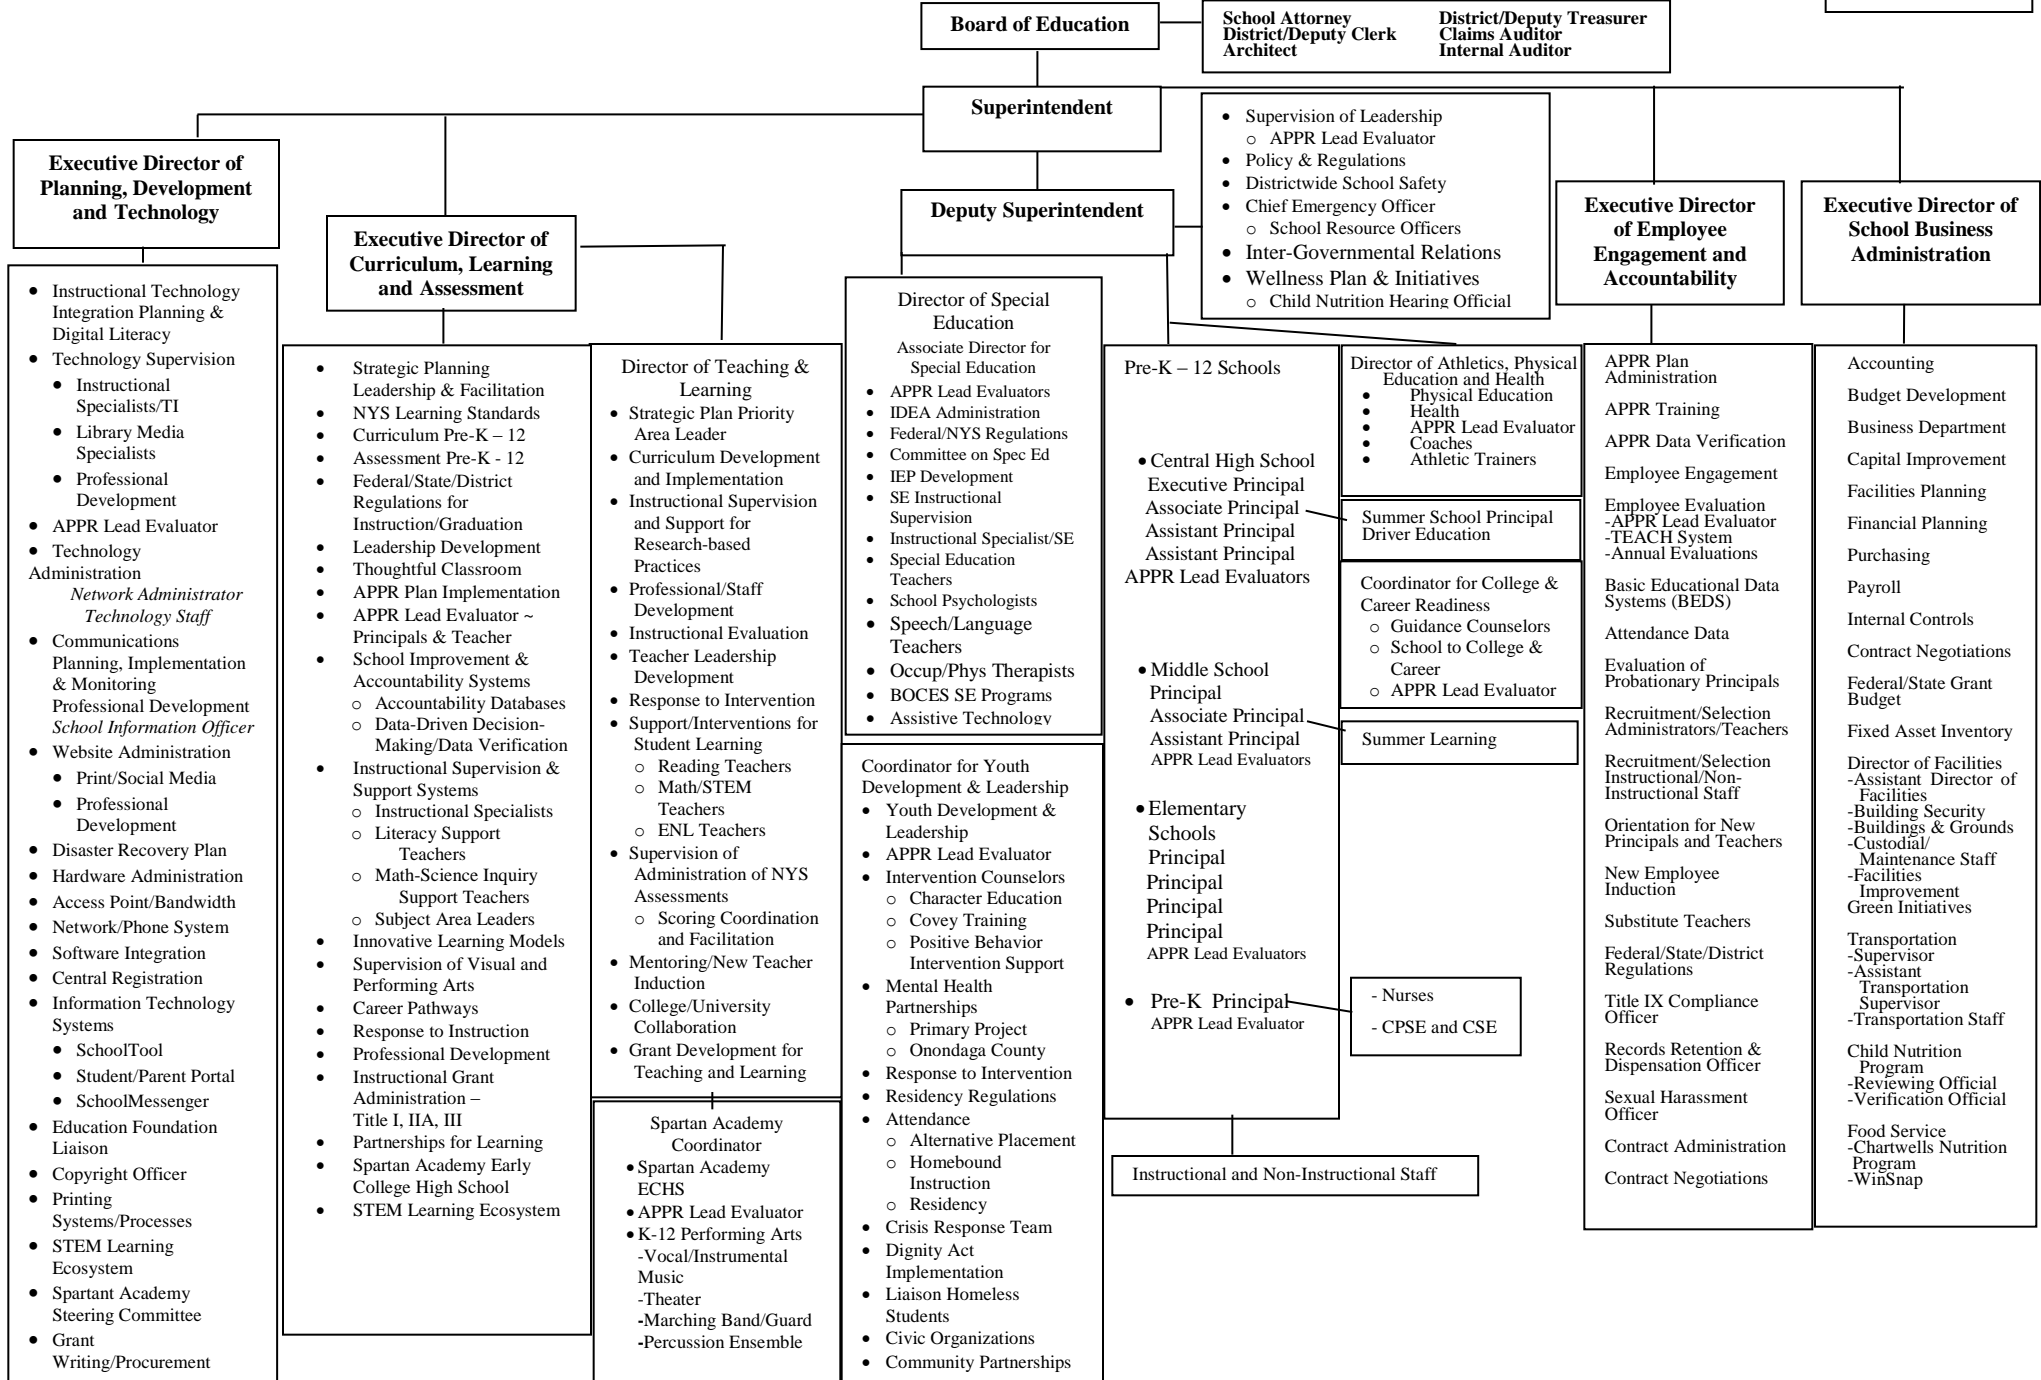 Board of Education
School Attorney
District/Deputy Clerk
Architect
District/Deputy Treasurer
Claims Auditor
Internal Auditor
Superintendent
• Supervision of Leadership
o APPR Lead Evaluator
• Policy & Regulations
• Districtwide School Safety
• Chief Emergency Officer
o School Resource Officers
• Inter-Governmental Relations
• Wellness Plan & Initiatives
o Child Nutrition Hearing Official
Deputy Superintendent
Executive Director of
Planning, Development
and Technology
• Instructional Technology
Integration Planning &
Digital Literacy
• Technology Supervision
• Instructional
Specialists/TI
• Library Media
Specialists
• Professional
Development
• APPR Lead Evaluator
• Technology
Administration
Network Administrator
Technology Staff
• Communications
Planning, Implementation
& Monitoring
Professional Development
School Information Officer
• Website Administration
• Print/Social Media
• Professional
Development
• Disaster Recovery Plan
• Hardware Administration
• Access Point/Bandwidth
• Network/Phone System
• Software Integration
• Central Registration
• Information Technology
Systems
• SchoolTool
• Student/Parent Portal
• SchoolMessenger
• Education Foundation
Liaison
• Copyright Officer
• Printing
Systems/Processes
• STEM Learning
Ecosystem
• Spartant Academy
Steering Committee
• Grant
Writing/Procurement
Executive Director of
Curriculum, Learning
and Assessment
• Strategic Planning
Leadership & Facilitation
• NYS Learning Standards
• Curriculum Pre-K – 12
• Assessment Pre-K - 12
• Federal/State/District
Regulations for
Instruction/Graduation
• Leadership Development
• Thoughtful Classroom
• APPR Plan Implementation
• APPR Lead Evaluator ~
Principals & Teacher
• School Improvement &
Accountability Systems
o Accountability Databases
o Data-Driven Decision-
Making/Data Verification
• Instructional Supervision &
Support Systems
o Instructional Specialists
o Literacy Support
Teachers
o Math-Science Inquiry
Support Teachers
o Subject Area Leaders
• Innovative Learning Models
• Supervision of Visual and
Performing Arts
• Career Pathways
• Response to Instruction
• Professional Development
• Instructional Grant
Administration –
Title I, IIA, III
• Partnerships for Learning
• Spartan Academy Early
College High School
• STEM Learning Ecosystem
Director of Teaching &
Learning
• Strategic Plan Priority
Area Leader
• Curriculum Development
and Implementation
• Instructional Supervision
and Support for
Research-based
Practices
• Professional/Staff
Development
• Instructional Evaluation
• Teacher Leadership
Development
• Response to Intervention
• Support/Interventions for
Student Learning
o Reading Teachers
o Math/STEM
Teachers
o ENL Teachers
• Supervision of
Administration of NYS
Assessments
o Scoring Coordination
and Facilitation
• Mentoring/New Teacher
Induction
• College/University
Collaboration
• Grant Development for
Teaching and Learning
Spartan Academy
Coordinator
• Spartan Academy
ECHS
• APPR Lead Evaluator
• K-12 Performing Arts
-Vocal/Instrumental
Music
-Theater
-Marching Band/Guard
-Percussion Ensemble
Director of Special
Education
Associate Director for
Special Education
• APPR Lead Evaluators
• IDEA Administration
• Federal/NYS Regulations
• Committee on Spec Ed
• IEP Development
• SE Instructional
Supervision
• Instructional Specialist/SE
• Special Education
Teachers
• School Psychologists
• Speech/Language
Teachers
• Occup/Phys Therapists
• BOCES SE Programs
• Assistive Technology
Coordinator for Youth
Development & Leadership
• Youth Development &
Leadership
• APPR Lead Evaluator
• Intervention Counselors
o Character Education
o Covey Training
o Positive Behavior
Intervention Support
• Mental Health
Partnerships
o Primary Project
o Onondaga County
• Response to Intervention
• Residency Regulations
• Attendance
o Alternative Placement
o Homebound
Instruction
o Residency
• Crisis Response Team
• Dignity Act
Implementation
• Liaison Homeless
Students
• Civic Organizations
• Community Partnerships
Pre-K – 12 Schools
• Central High School
Executive Principal
Associate Principal
Assistant Principal
Assistant Principal
APPR Lead Evaluators
• Middle School
Principal
Associate Principal
Assistant Principal
APPR Lead Evaluators
• Elementary
Schools
Principal
Principal
Principal
Principal
APPR Lead Evaluators
• Pre-K Principal
APPR Lead Evaluator
Instructional and Non-Instructional Staff
Director of Athletics, Physical
Education and Health
• Physical Education
• Health
• APPR Lead Evaluator
• Coaches
• Athletic Trainers
Summer School Principal
Driver Education
Coordinator for College &
Career Readiness
o Guidance Counselors
o School to College &
Career
o APPR Lead Evaluator
Summer Learning
- Nurses
- CPSE and CSE
Executive Director
of Employee
Engagement and
Accountability
APPR Plan
Administration
APPR Training
APPR Data Verification
Employee Engagement
Employee Evaluation
-APPR Lead Evaluator
-TEACH System
-Annual Evaluations
Basic Educational Data
Systems (BEDS)
Attendance Data
Evaluation of
Probationary Principals
Recruitment/Selection
Administrators/Teachers
Recruitment/Selection
Instructional/Non-
Instructional Staff
Orientation for New
Principals and Teachers
New Employee
Induction
Substitute Teachers
Federal/State/District
Regulations
Title IX Compliance
Officer
Records Retention &
Dispensation Officer
Sexual Harassment
Officer
Contract Administration
Contract Negotiations
Executive Director of
School Business
Administration
Accounting
Budget Development
Business Department
Capital Improvement
Facilities Planning
Financial Planning
Purchasing
Payroll
Internal Controls
Contract Negotiations
Federal/State Grant
Budget
Fixed Asset Inventory
Director of Facilities
-Assistant Director of
Facilities
-Building Security
-Buildings & Grounds
-Custodial/
Maintenance Staff
-Facilities
Improvement
Green Initiatives
Transportation
-Supervisor
-Assistant
Transportation
Supervisor
-Transportation Staff
Child Nutrition
Program
-Reviewing Official
-Verification Official
Food Service
-Chartwells Nutrition
Program
-WinSnap